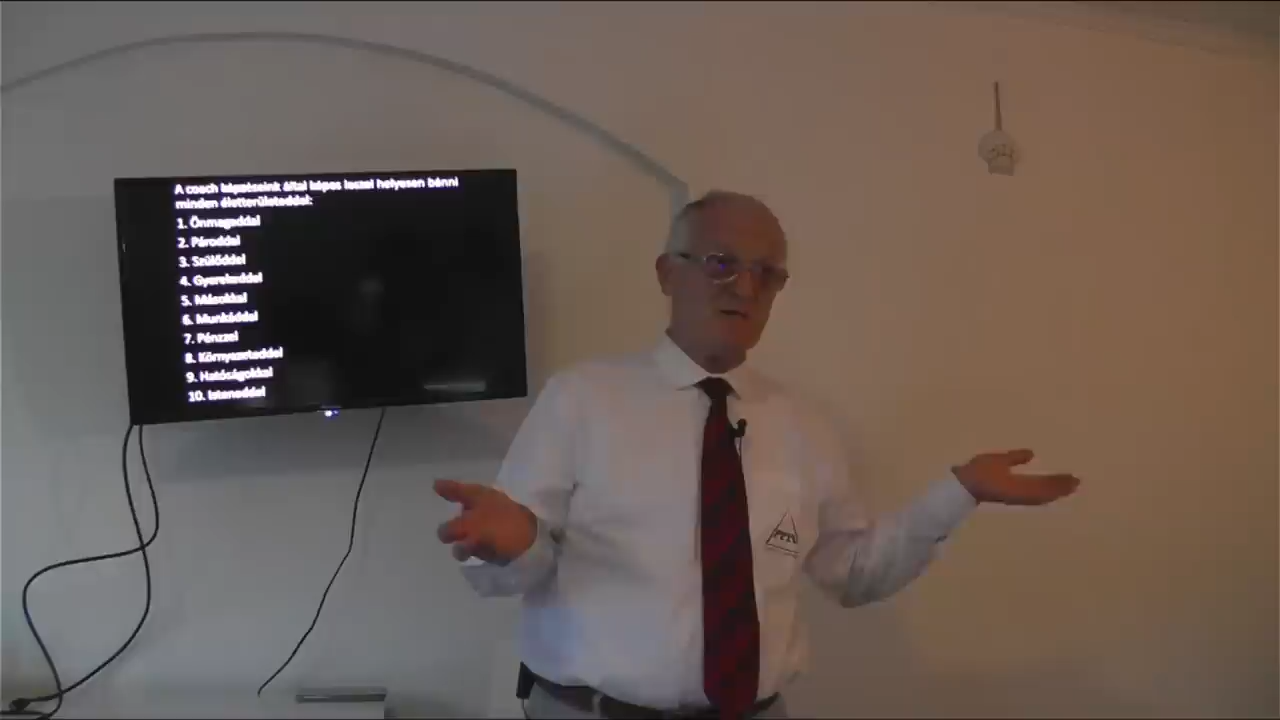 A coach képzéseink által képes leszel helyesen bánni
minden életterületeddel:
1. Önmagaddal
2. Pároddal
3. Szülőddel
4. Gyerekeddel
5. Másokkal
6. Munkáddal
7. Pénzzel
8. Környezeteddel
9. Hatóságokkal
10. Isteneddel